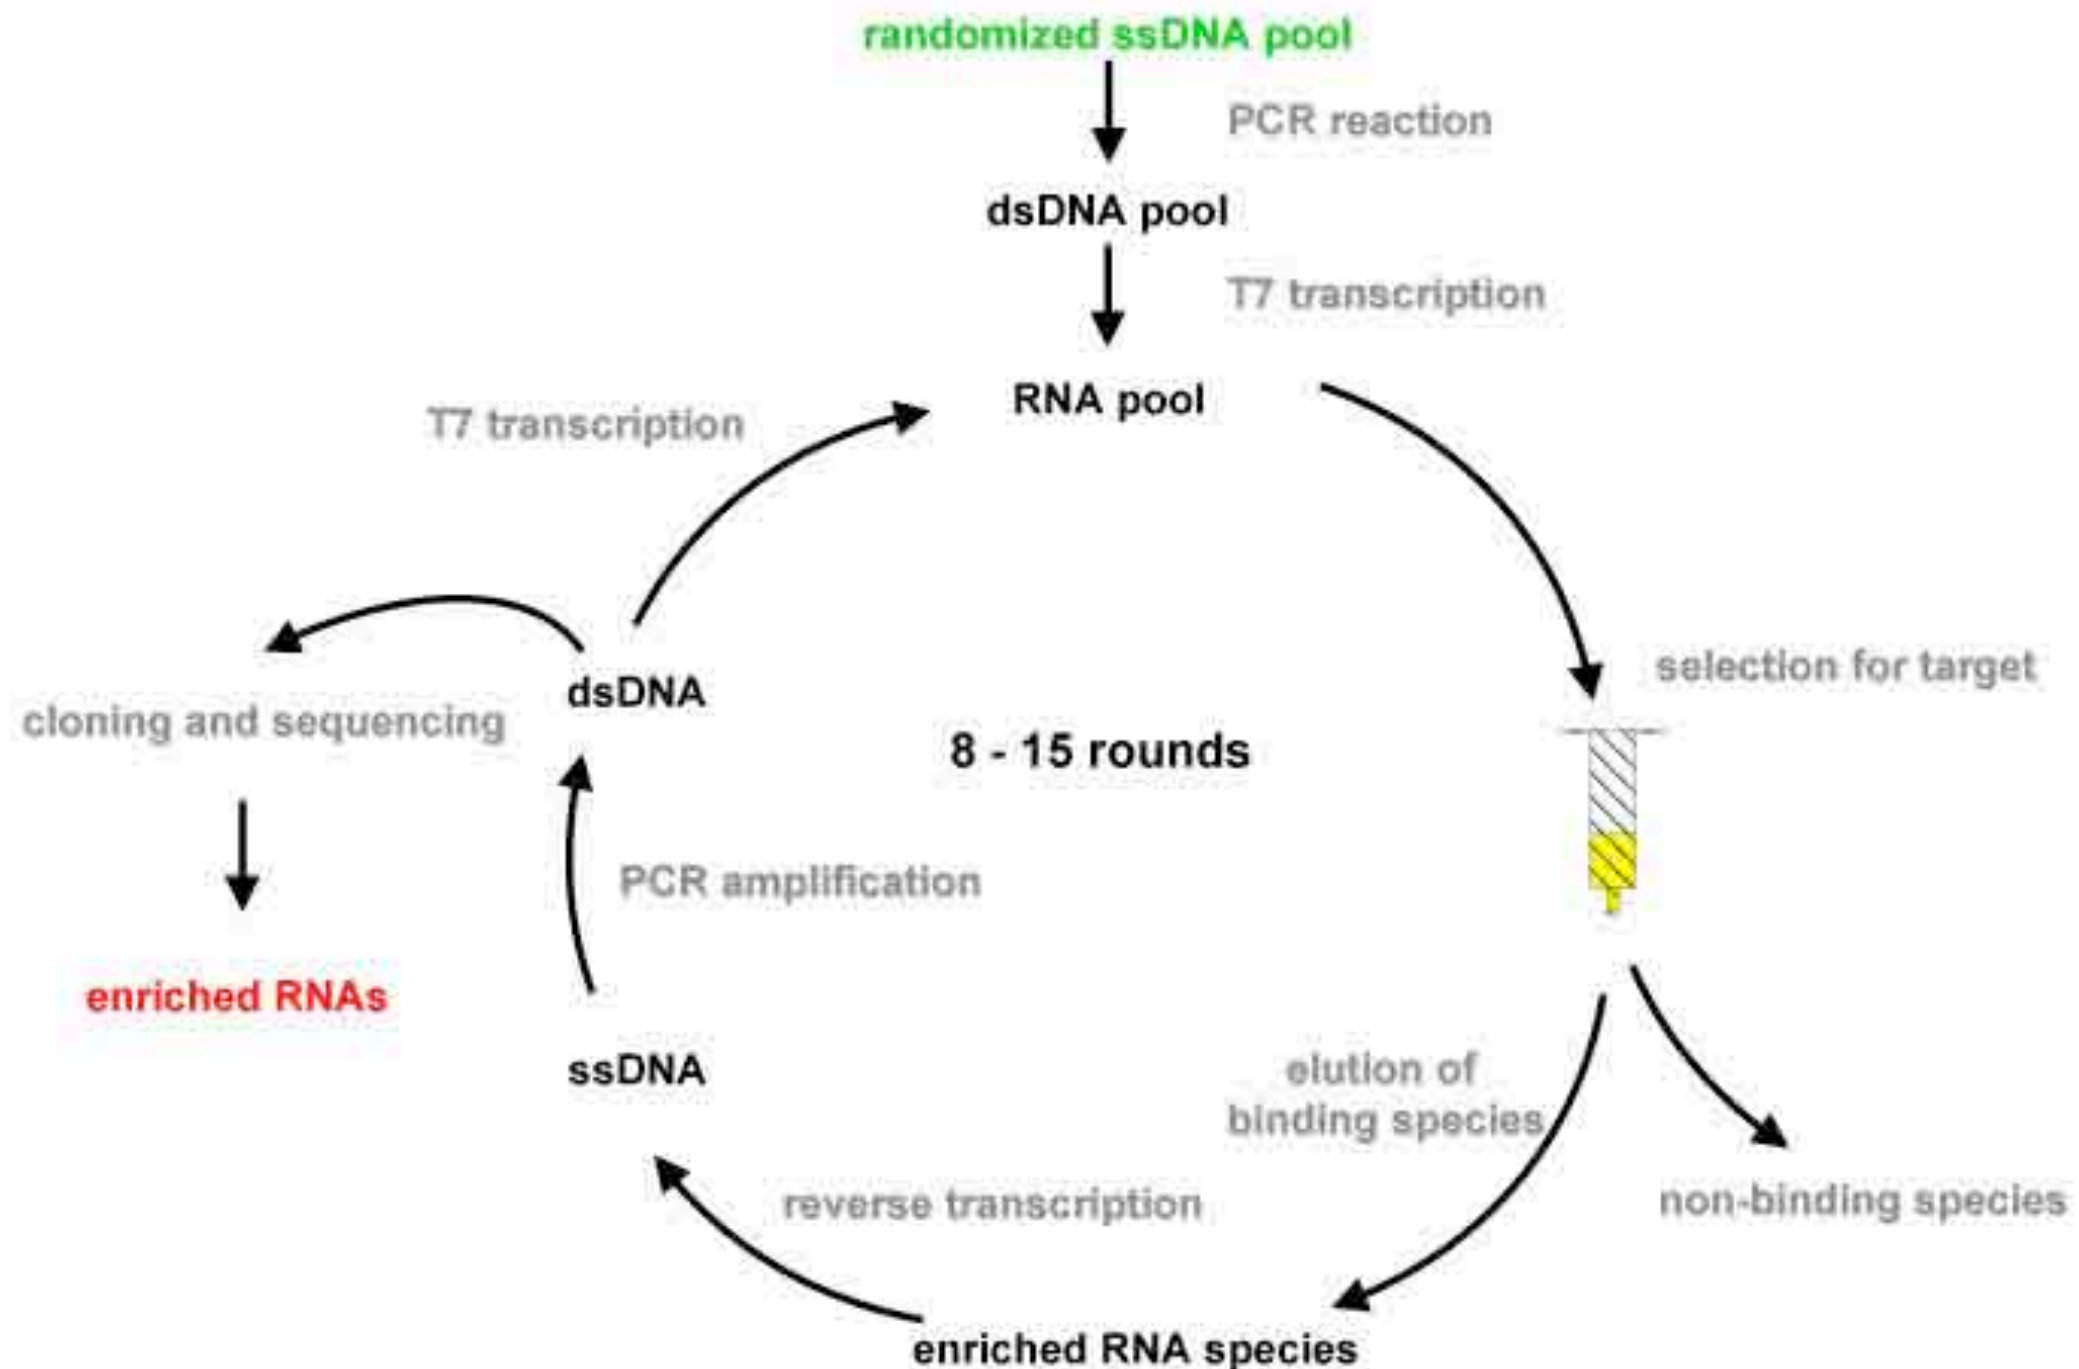 randomized ssDNA pool
PCR reaction
dsDNA pool
T7 transcription
RNA pool
T7 transcription
selection for target
dsDNA
cloning and sequencing
8 - 15 rounds
PCR amplification
enriched RNAs
ssDNA
elution of
binding species
reverse transcription
non-binding species
enriched RNA species